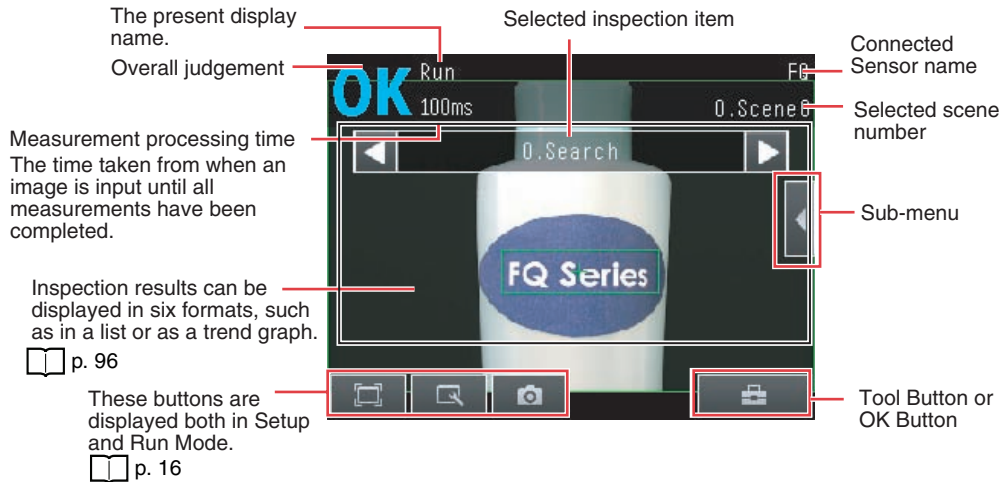 The present display
name.
Selected inspection item
Connected
Sensor name
Overall judgement
OK
Run
FQ
100ms
0.Scene0
Selected scene
number
Measurement processing time
The time taken from when an
image is input until all
measurements have been
completed.
0.Search
Sub-menu
FQ Series
Inspection results can be
displayed in six formats, such
as in a list or as a trend graph.
p. 96
These buttons are
displayed both in Setup
and Run Mode.
p. 16
Tool Button or
OK Button